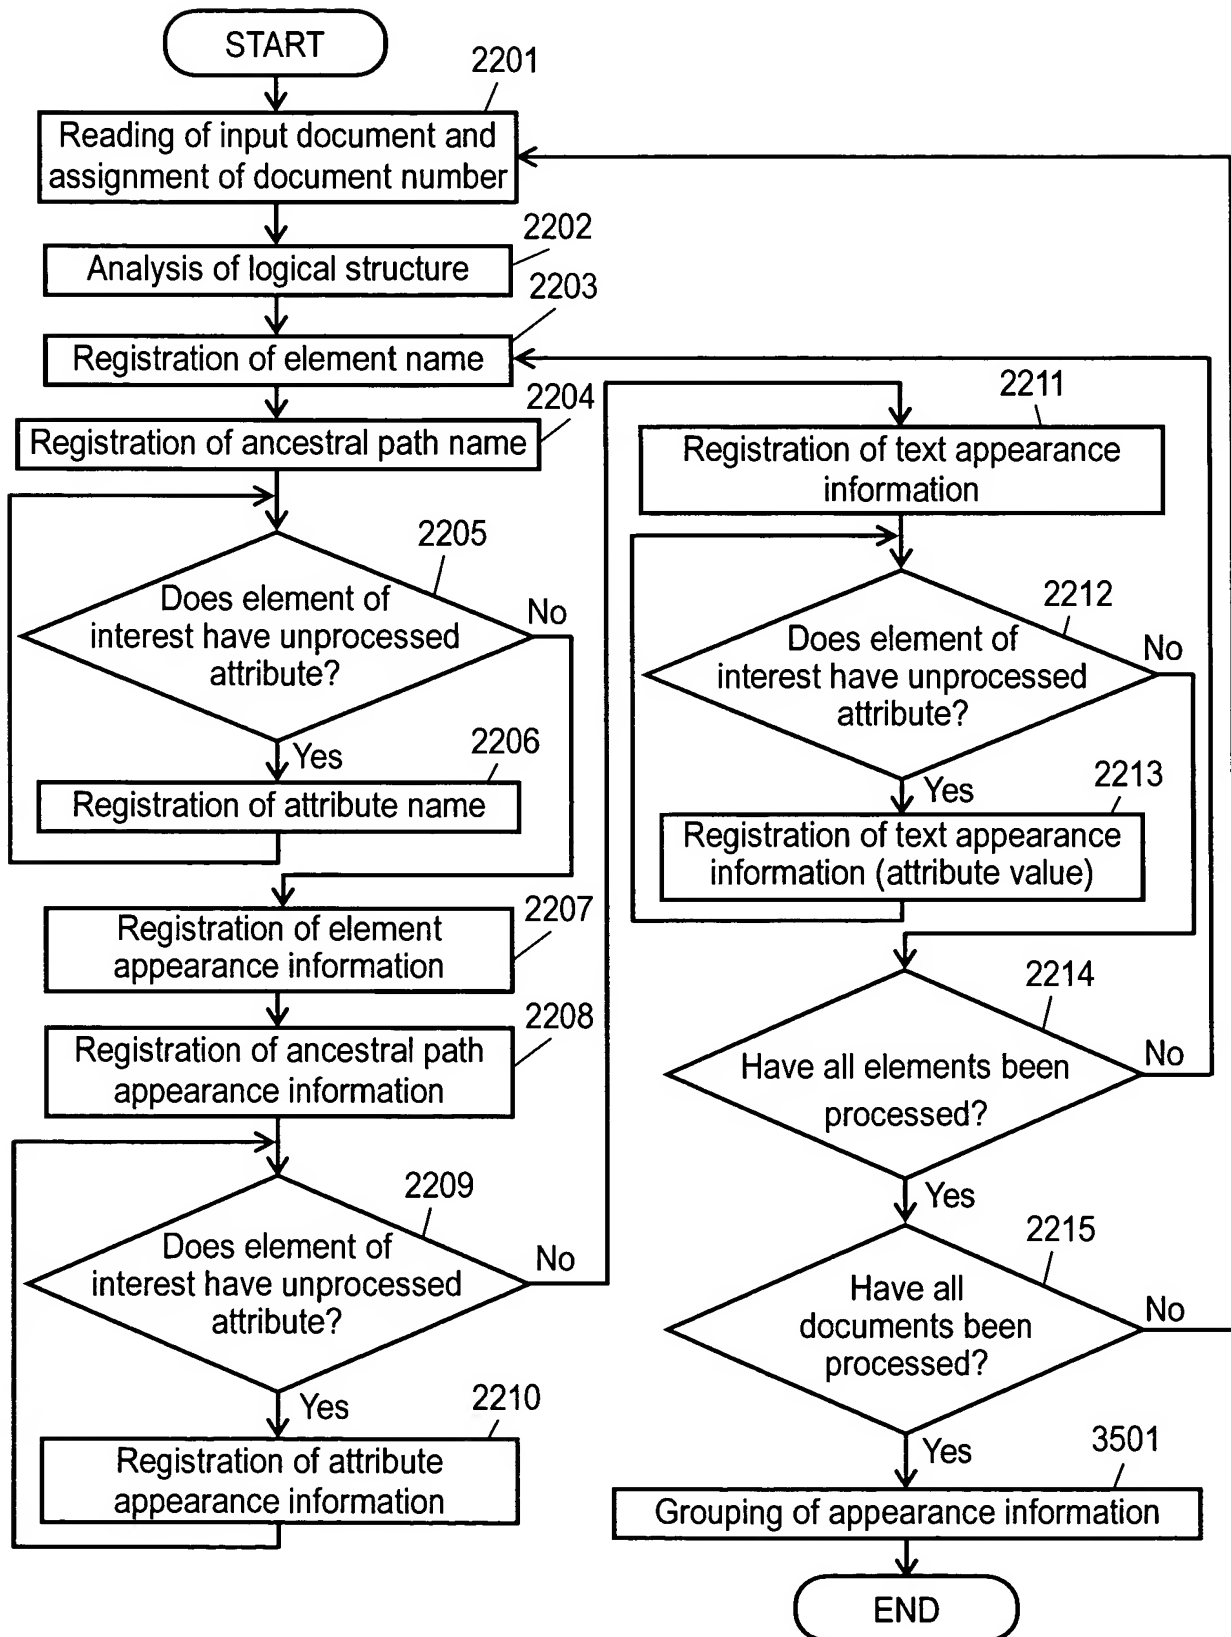 START
2201
Reading of input document and
assignment of document number
2202
Analysis of logical structure
2203
Registration of element name
2204
Registration of ancestral path name
2205
Does element of
interest have unprocessed
attribute?
No
Yes
2206
Registration of attribute name
2207
Registration of element
appearance information
2208
Registration of ancestral path
appearance information
2209
Does element of
interest have unprocessed
attribute?
No
Yes
2210
Registration of attribute
appearance information
2211
Registration of text appearance
information
2212
Does element of
interest have unprocessed
attribute?
No
Yes
2213
Registration of text appearance
information (attribute value)
2214
Have all elements been
processed?
No
Yes
2215
Have all
documents been
processed?
No
Yes
3501
Grouping of appearance information
END